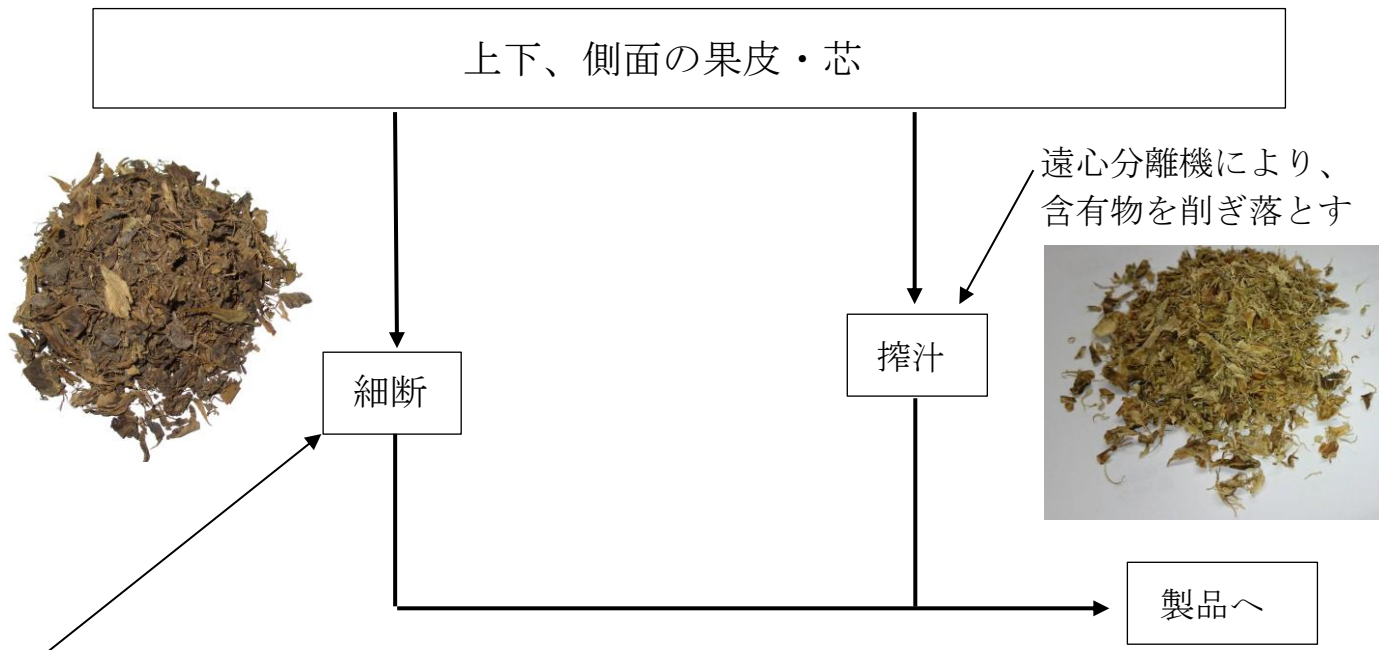 上下、側面の果皮・芯
遠心分離機により、
含有物を削ぎ落とす
搾汁
細断
製品へ